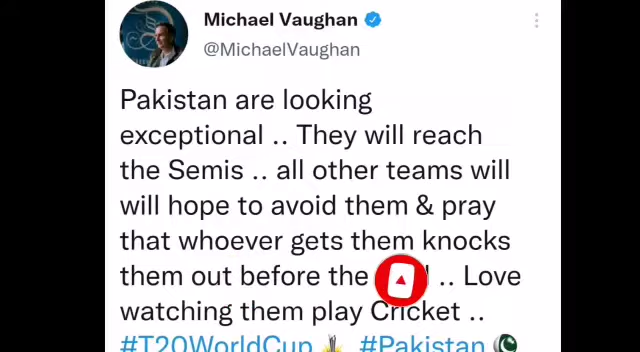 Michael Vaughan
@MichaelVaughan
Pakistan are looking
exceptional .. They will reach
the Semis .. all other teams will
will hope to avoid them & pray
that whoever gets them knocks
them out before the .. Love
watching them play Cricket ..
#T20WorldCup #Pakistan